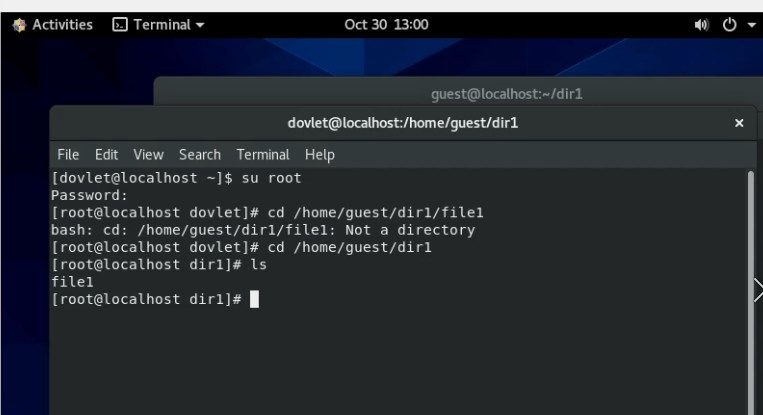 Activities Terminal Oct 30 13:00
guest@localhost:~/dir1
dovlet@localhost:/home/guest/dir1
File Edit View Search Terminal Help
[dovlet@localhost ~]$ su root
Password:
[root@localhost dovlet]# cd /home/guest/dir1/file1
bash: cd: /home/guest/dir1/file1: Not a directory
[root@localhost dovlet]# cd /home/guest/dir1
[root@localhost dir1]# ls
file1
[root@localhost dir1]#